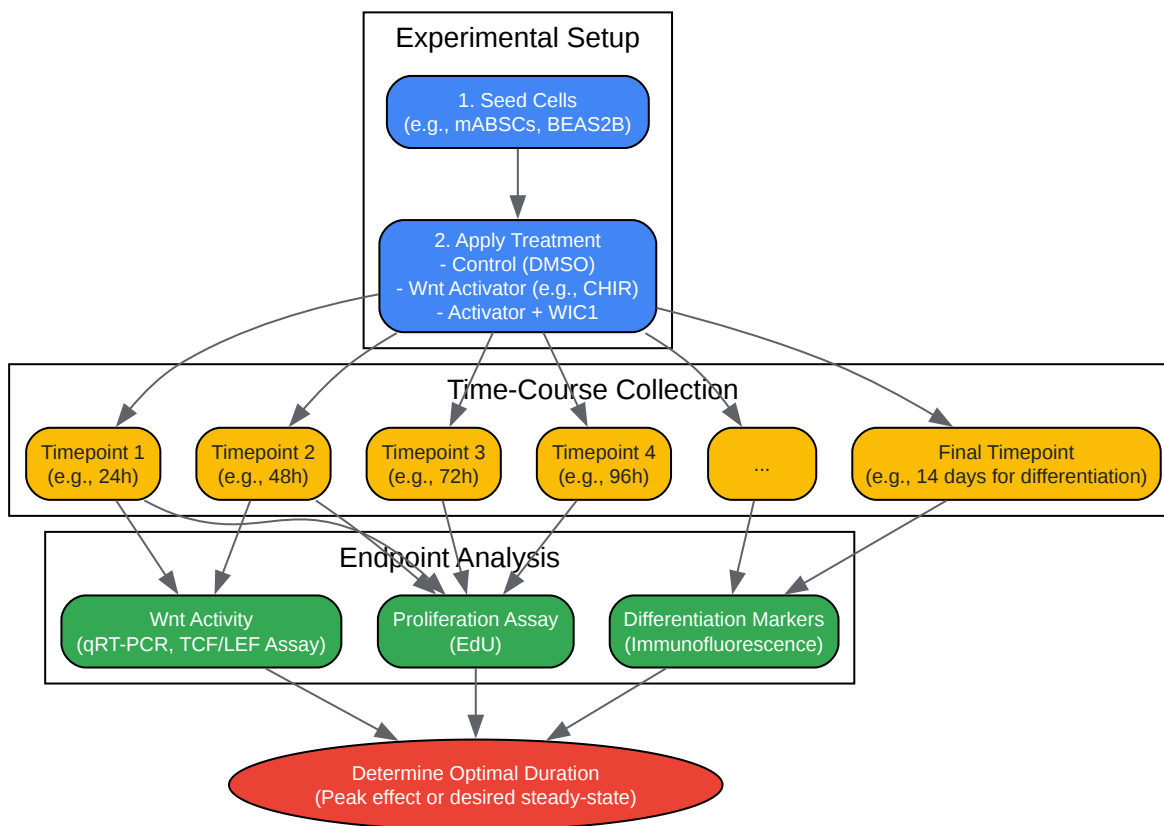 Experimental Setup
1. Seed Cells
(e.g., mABSCs, BEAS2B)
2. Apply Treatment
- Control (DMSO)
- Wnt Activator (e.g., CHIR)
- Activator + WIC1
Time-Course Collection
Timepoint 1
(e.g., 24h)
Timepoint 2
(e.g., 48h)
Timepoint 3
(e.g., 72h)
Timepoint 4
(e.g., 96h)
...
Final Timepoint
(e.g., 14 days for differentiation)
Endpoint Analysis
Wnt Activity
(qRT-PCR, TCF/LEF Assay)
Proliferation Assay
(EdU)
Differentiation Markers
(Immunofluorescence)
Determine Optimal Duration
(Peak effect or desired steady-state)